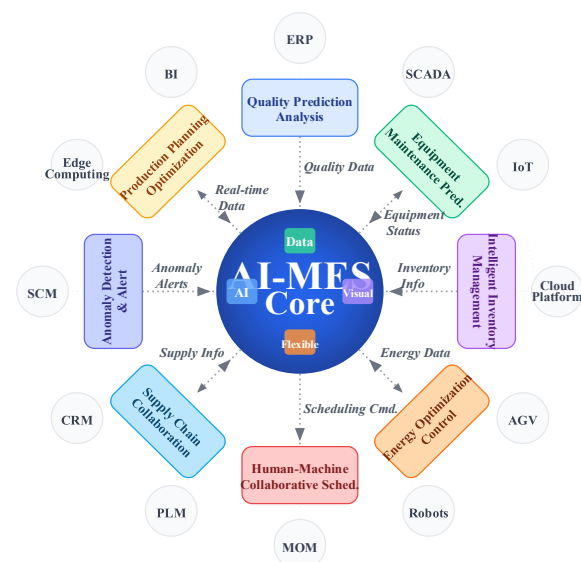 ERP
BI
SCADA
Quality Prediction
Analysis
Production Planning
Optimization
Equipment
Maintenance Pred.
Edge
Computing
IoT
Quality Data
Real-time
Data
Equipment
Status
Data
AI-MES
Core
AI
Visual
Flexible
Anomaly Detection
& Alert
Anomaly
Alerts
Inventory
Info
Intelligent Inventory
Management
SCM
Cloud
Platform
Supply Info
Energy Data
Supply Chain
Collaboration
Scheduling Cmd.
Energy Optimization
Control
CRM
AGV
Human-Machine
Collaborative Sched.
PLM
Robots
MOM